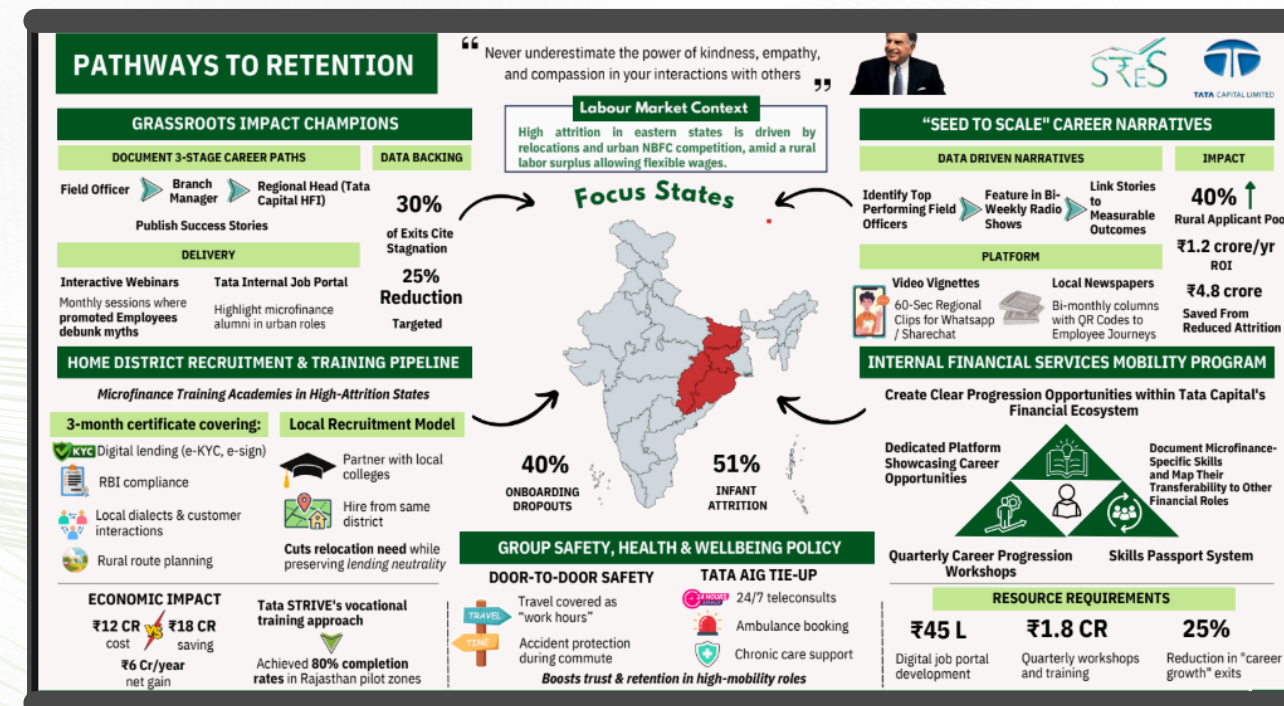 PATHWAYS TO RETENTION
“ Never underestimate the power of kindness, empathy,
and compassion in your interactions with others ”
SRES
TATA
TATA CAPITAL LIMITED
GRASSROOTS IMPACT CHAMPIONS
DOCUMENT 3-STAGE CAREER PATHS
DATA BACKING
Field Officer
Branch
Manager
Regional Head (Tata
Capital HFI)
Publish Success Stories
30%
of Exits Cite
Stagnation
25%
Reduction
Targeted
DELIVERY
Interactive Webinars
Monthly sessions where
promoted Employees
debunk myths
Tata Internal Job Portal
Highlight microfinance
alumni in urban roles
Labour Market Context
High attrition in eastern states is driven by
relocations and urban NBFC competition, amid a rural
labor surplus allowing flexible wages.
Focus States
40%
ONBOARDING
DROPOUTS
51%
INFANT
ATTRITION
“SEED TO SCALE" CAREER NARRATIVES
DATA DRIVEN NARRATIVES
IMPACT
Identify Top
Performing Field
Officers
Feature in Bi-
Weekly Radio
Shows
Link Stories
to
Measurable
Outcomes
40%
Rural Applicant Poo
₹1.2 crore/yr
ROI
₹4.8 crore
Saved From
Reduced Attrition
PLATFORM
Video Vignettes
60-Sec Regional
Clips for Whatsapp
/ Sharechat
Local Newspapers
Bi-monthly columns
with QR Codes to
Employee Journeys
HOME DISTRICT RECRUITMENT & TRAINING PIPELINE
Microfinance Training Academies in High-Attrition States
3-month certificate covering:
KYC Digital lending (e-KYC, e-sign)
RBI compliance
Local dialects & customer
interactions
Rural route planning
Local Recruitment Model
Partner with local
colleges
Hire from same
district
Cuts relocation need while
preserving lending neutrality
ECONOMIC IMPACT
₹12 CR VS ₹18 CR
cost saving
₹6 Cr/year
net gain
Tata STRIVE's vocational
training approach
Achieved 80% completion
rates in Rajasthan pilot zones
GROUP SAFETY, HEALTH & WELLBEING POLICY
DOOR-TO-DOOR SAFETY
TRAVEL
Travel covered as
“work hours”
TIME
Accident protection
during commute
TATA AIG TIE-UP
24 HOURS
24/7 teleconsults
Ambulance booking
Chronic care support
Boosts trust & retention in high-mobility roles
INTERNAL FINANCIAL SERVICES MOBILITY PROGRAM
Create Clear Progression Opportunities within Tata Capital's
Financial Ecosystem
Dedicated Platform
Showcasing Career
Opportunities
Document Microfinance-
Specific Skills
and Map Their
Transferability to Other
Financial Roles
Quarterly Career Progression
Workshops
Skills Passport System
RESOURCE REQUIREMENTS
₹45 L
Digital job portal
development
₹1.8 CR
Quarterly workshops
and training
25%
Reduction in "career
growth" exits